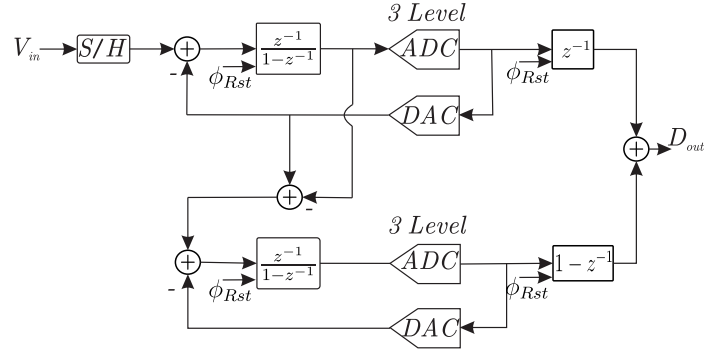 3 Level
V_in S/H + z^{-1} / 1-z^{-1} ADC z^{-1}
- ϕ_Rst ϕ_Rst
DAC
+ D_out
+ -
3 Level
+ z^{-1} / 1-z^{-1} ADC 1-z^{-1}
- ϕ_Rst ϕ_Rst
DAC